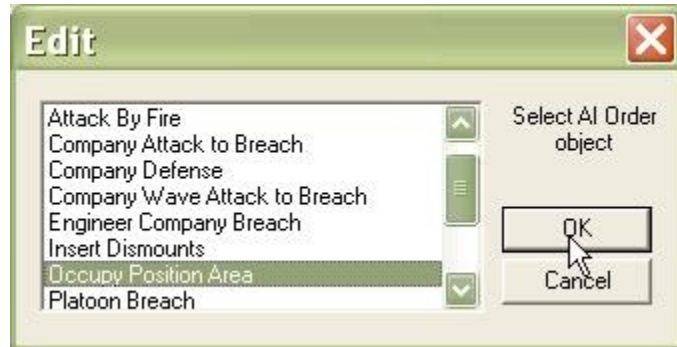 Edit
Attack By Fire
Company Attack to Breach
Company Defense
Company Wave Attack to Breach
Engineer Company Breach
Insert Dismounts
Occupy Position Area
Platoon Breach
Select AI Order
object
OK
Cancel